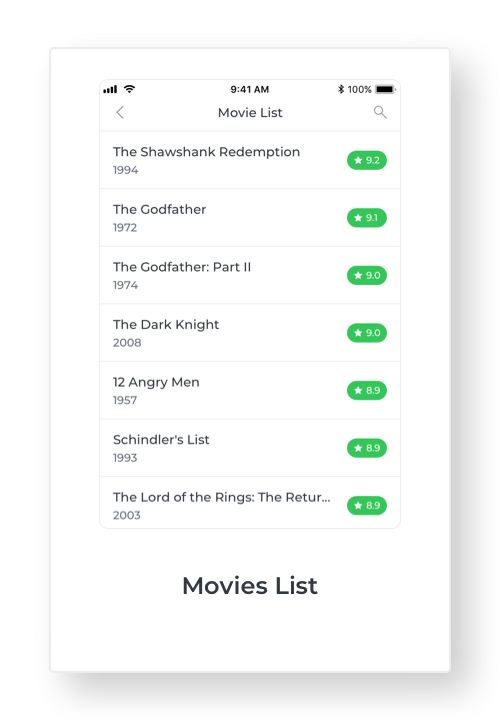 9:41 AM 100%
Movie List
The Shawshank Redemption
1994
9.2
The Godfather
1972
9.1
The Godfather: Part II
1974
9.0
The Dark Knight
2008
9.0
12 Angry Men
1957
8.9
Schindler's List
1993
8.9
The Lord of the Rings: The Retur...
2003
8.9
Movies List